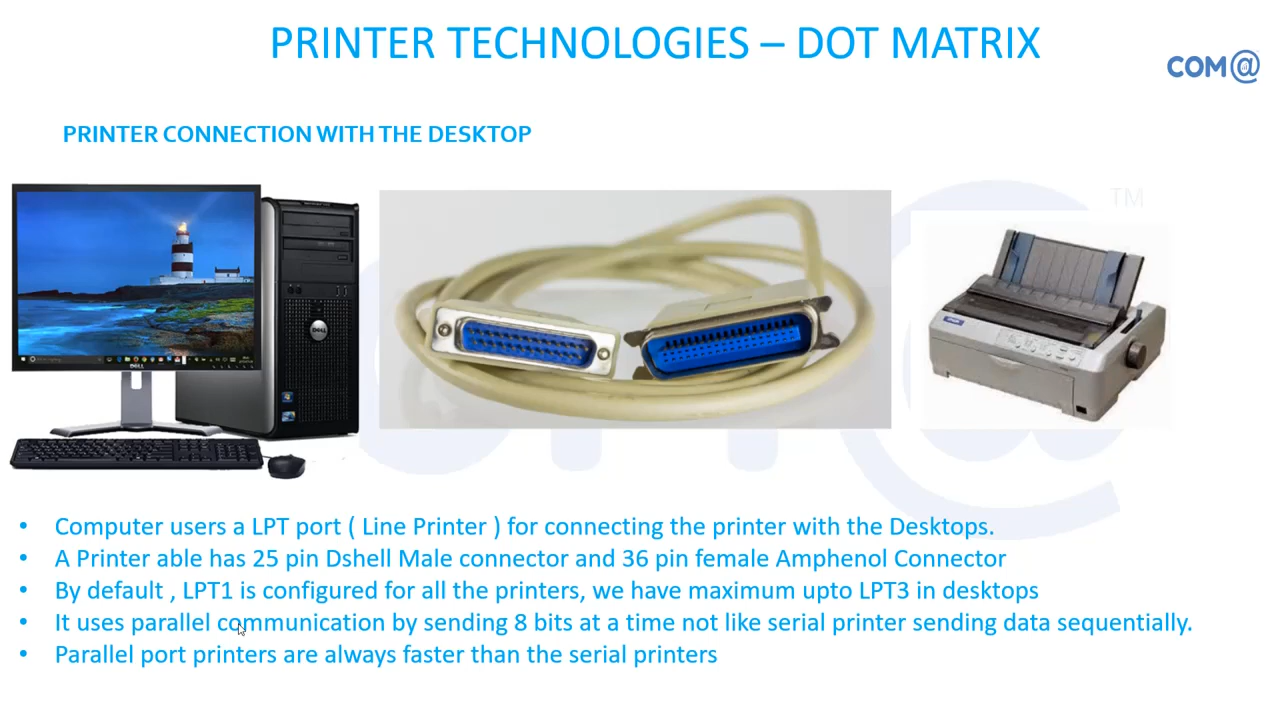 PRINTER TECHNOLOGIES – DOT MATRIX
COM@
PRINTER CONNECTION WITH THE DESKTOP
TM
DELL
DELL
• Computer users a LPT port ( Line Printer ) for connecting the printer with the Desktops.
• A Printer able has 25 pin Dshell Male connector and 36 pin female Amphenol Connector
• By default , LPT1 is configured for all the printers, we have maximum upto LPT3 in desktops
• It uses parallel communication by sending 8 bits at a time not like serial printer sending data sequentially.
• Parallel port printers are always faster than the serial printers